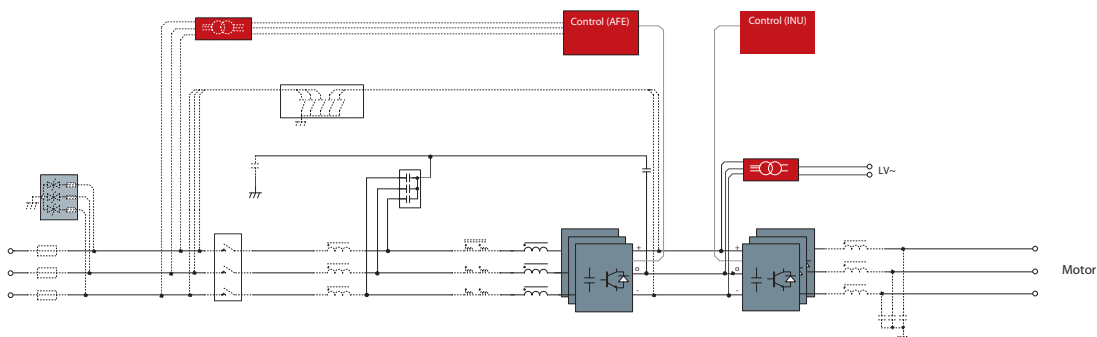 Control (AFE)
Control (INU)
LV~
+
+
o
o
-
-
Motor